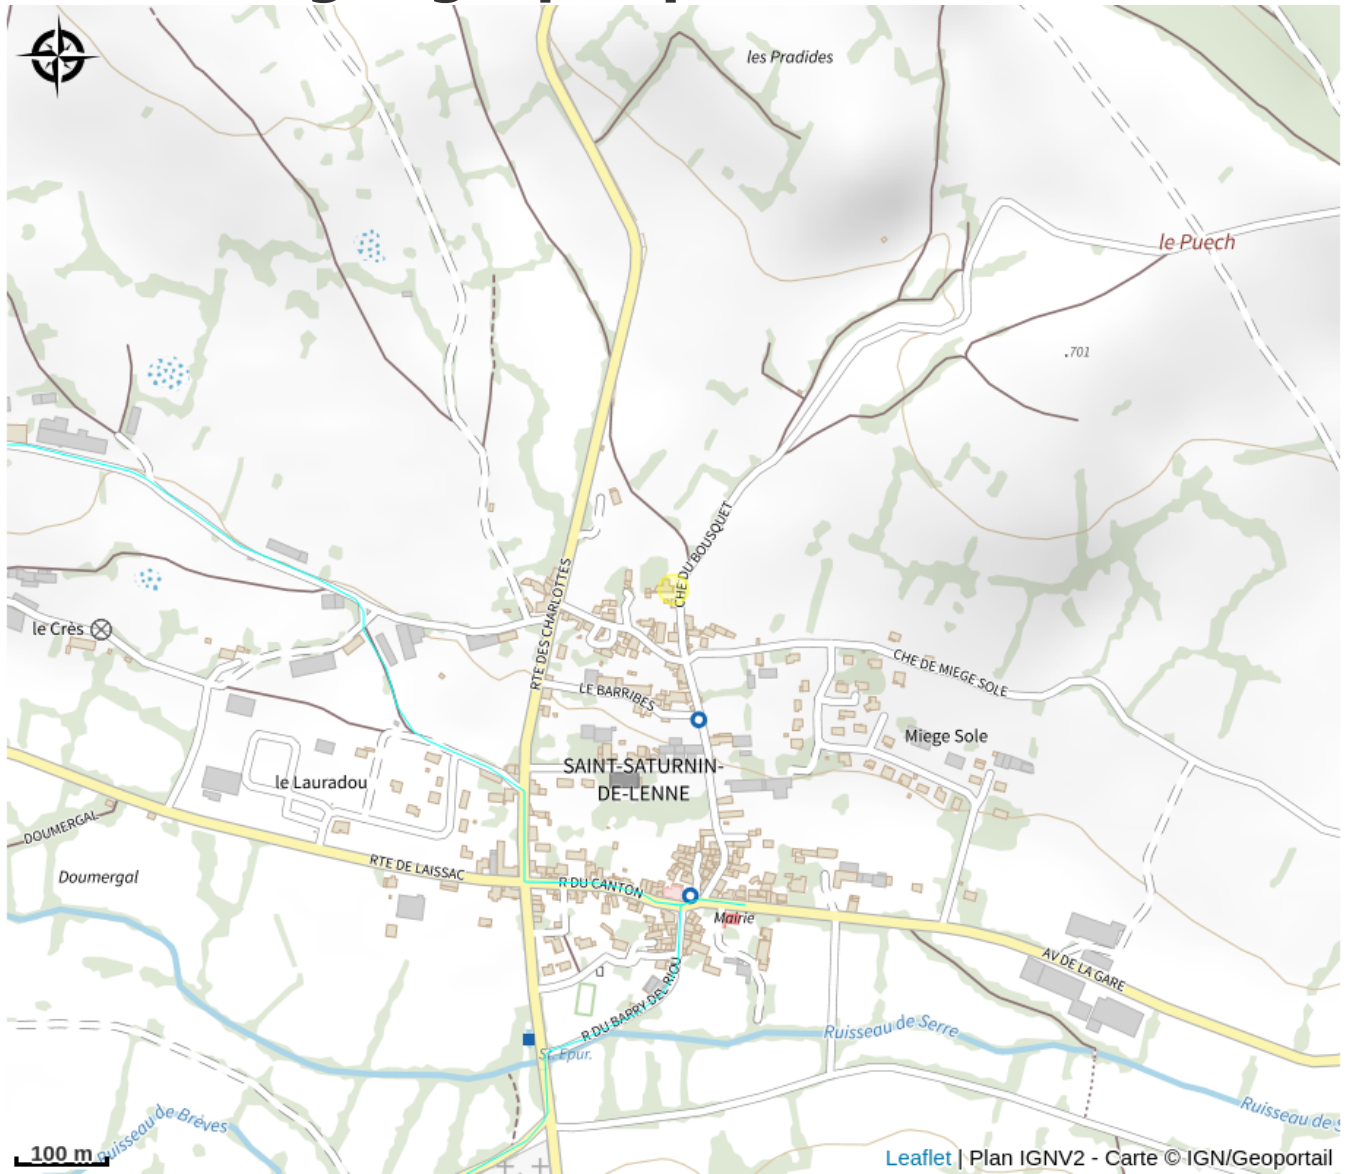 les Pradides
le Puech
.701
CHE DU BOUSQUET
RTE DES CHARLOTTES
le Crès
CHE DE MIEGE SOLE
LE BARRIBES
Miege Sole
SAINT-SATURNIN-
DE-LENNE
le Lauradou
DOUMERGAL
RTE DE LAISSAC
Doumergal
R DU CANTON
Mairie
AV DE LA GARE
R DU BARRY DEL RIOU
Ruisseau de Serre
St. Epur.
Ruisseau de Brèves
Ruisseau de S
100 m
Leaflet | Plan IGNV2 - Carte © IGN/Geoportail